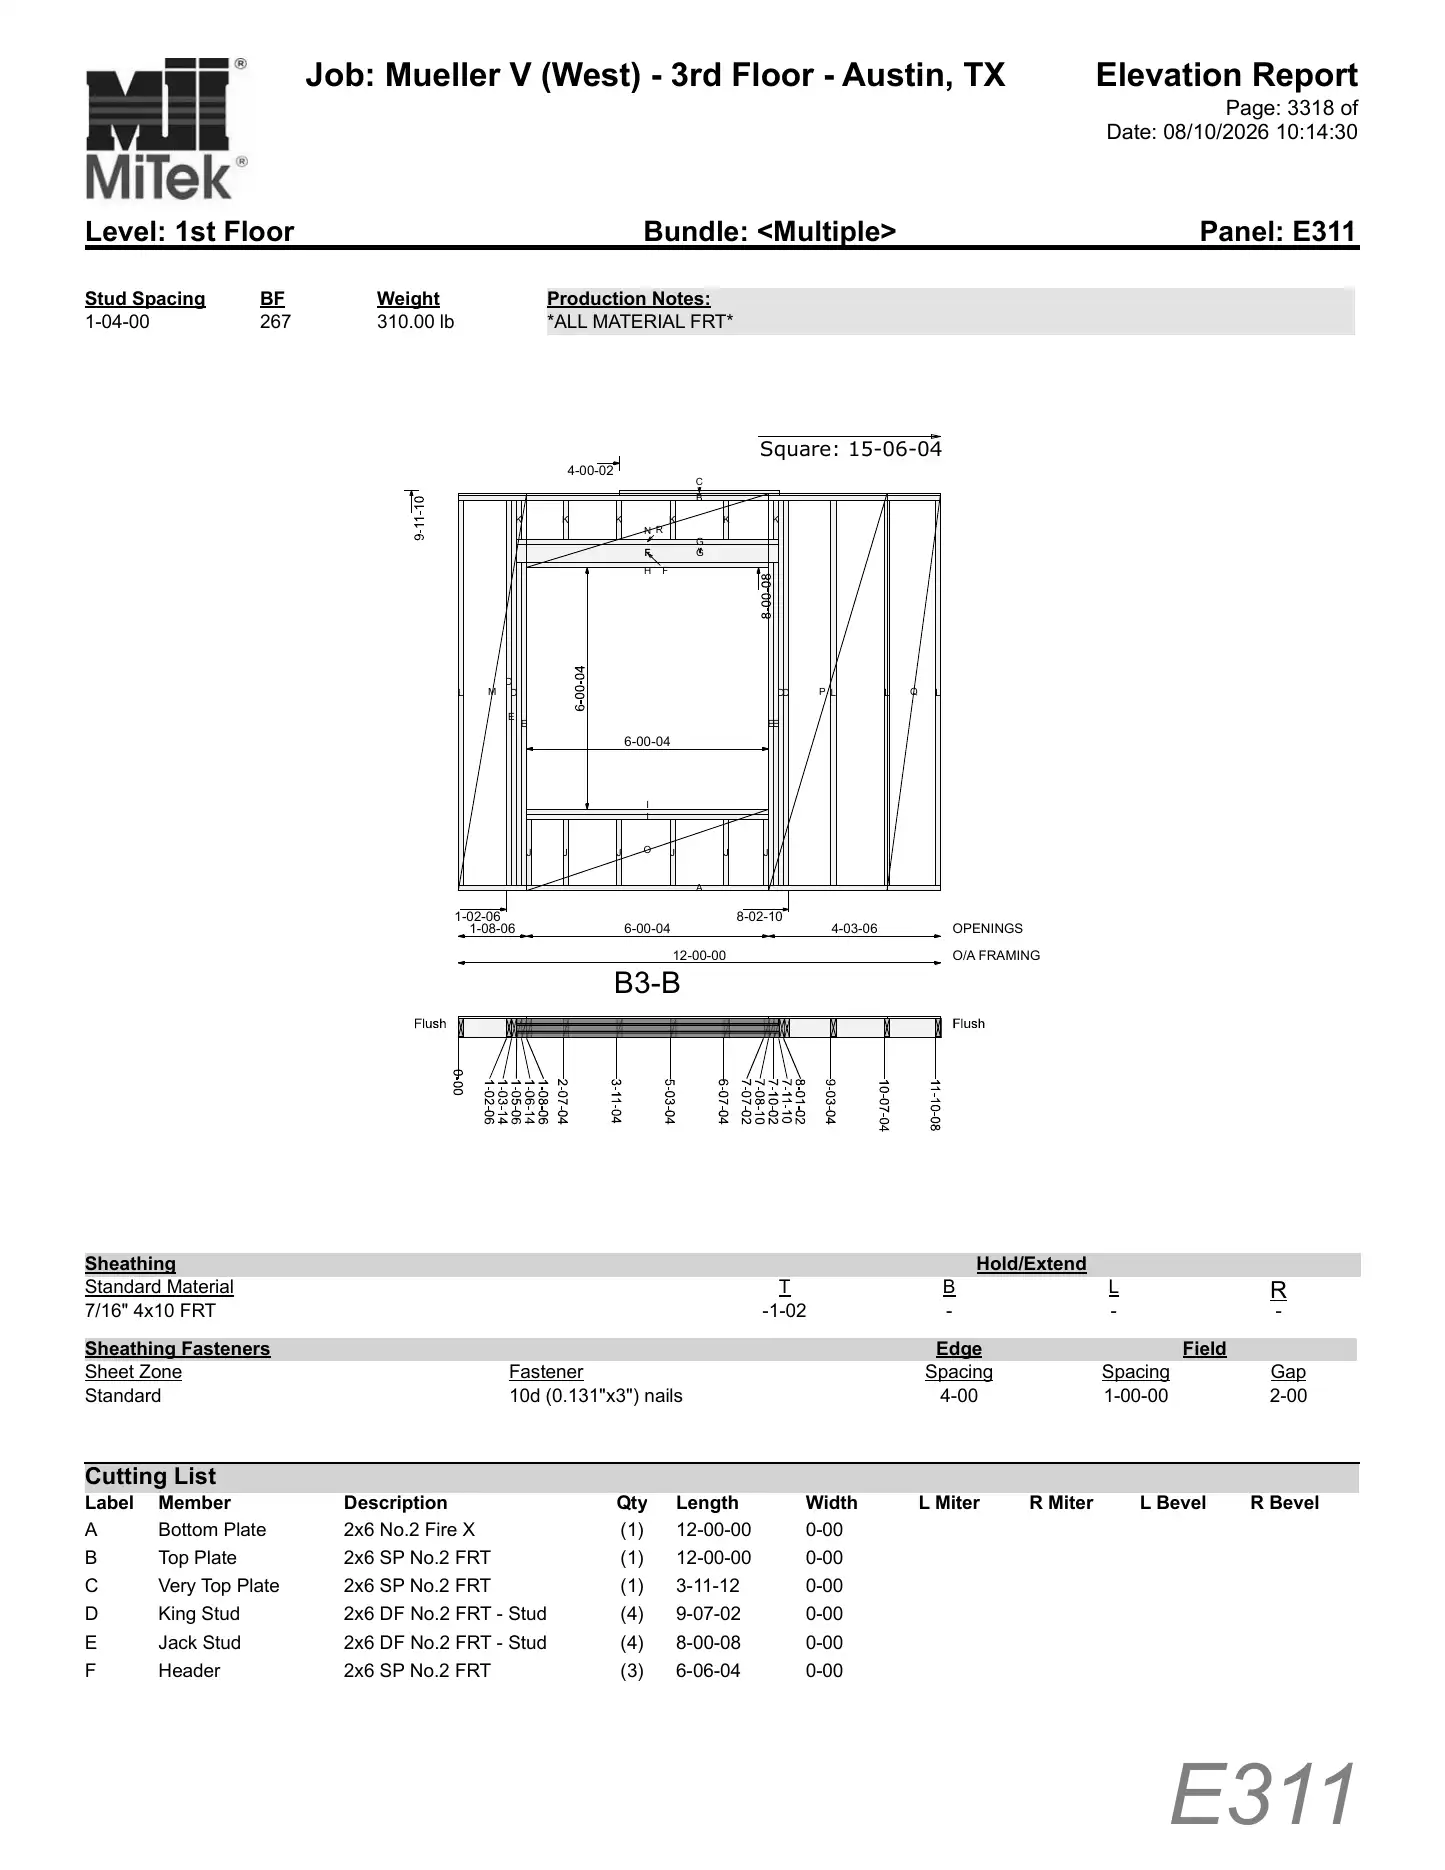 Job: Mueller V (West) - 3rd Floor - Austin, TX
Elevation Report
Page: 3318 of
Date: 08/10/2026 10:14:30
MiTek®
Level: 1st Floor Bundle: <Multiple> Panel: E311
Stud Spacing BF Weight Production Notes:
1-04-00 267 310.00 lb *ALL MATERIAL FRT*
Square: 15-06-04
4-00-02
C
B
9-11-10
K K K K K K
N R
G
F G
H F
8-00-08
6-00-04
L M D D D D P L L Q L
E E E E
6-00-04
I
I
J J J O J J J
A
1-02-06 8-02-10
1-08-06 6-00-04 4-03-06 OPENINGS
12-00-00 O/A FRAMING
B3-B
Flush Flush
0-00 1-02-06 1-03-14 1-05-06 1-06-14 1-08-06 2-07-04 3-11-04 5-03-04 6-07-04 7-07-02 7-08-10 7-10-02 7-11-10 8-01-02 9-03-04 10-07-04 11-10-08
Sheathing Hold/Extend
Standard Material T B L R
7/16" 4x10 FRT -1-02 - - -
Sheathing Fasteners Edge Field
Sheet Zone Fastener Spacing Spacing Gap
Standard 10d (0.131"x3") nails 4-00 1-00-00 2-00
Cutting List
Label Member Description Qty Length Width L Miter R Miter L Bevel R Bevel
A Bottom Plate 2x6 No.2 Fire X (1) 12-00-00 0-00
B Top Plate 2x6 SP No.2 FRT (1) 12-00-00 0-00
C Very Top Plate 2x6 SP No.2 FRT (1) 3-11-12 0-00
D King Stud 2x6 DF No.2 FRT - Stud (4) 9-07-02 0-00
E Jack Stud 2x6 DF No.2 FRT - Stud (4) 8-00-08 0-00
F Header 2x6 SP No.2 FRT (3) 6-06-04 0-00
E311